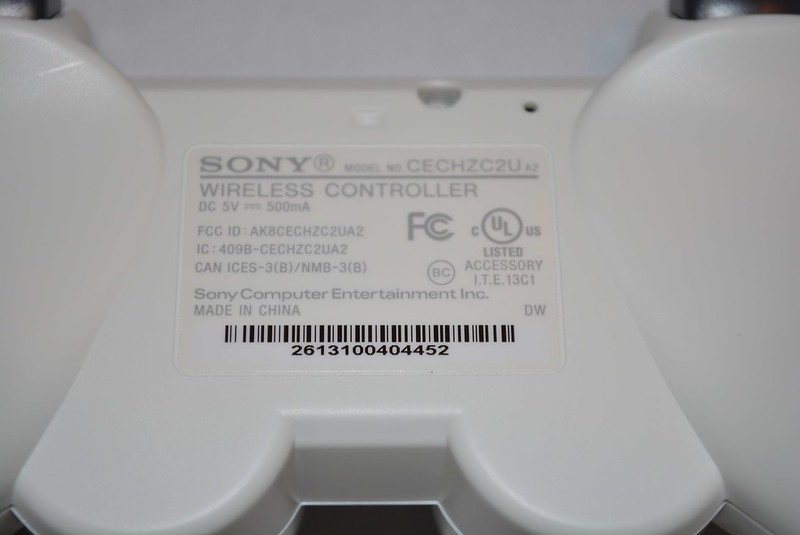 SONY® MODEL NO. CECHZC2U A2
WIRELESS CONTROLLER
DC 5V ⎓ 500mA
FCC ID : AK8CECHZC2UA2
IC : 409B-CECHZC2UA2
CAN ICES-3(B)/NMB-3(B)
FC
C UL US
LISTED
BC
ACCESSORY
I.T.E.13C1
Sony Computer Entertainment Inc.
MADE IN CHINA
DW
2613100404452